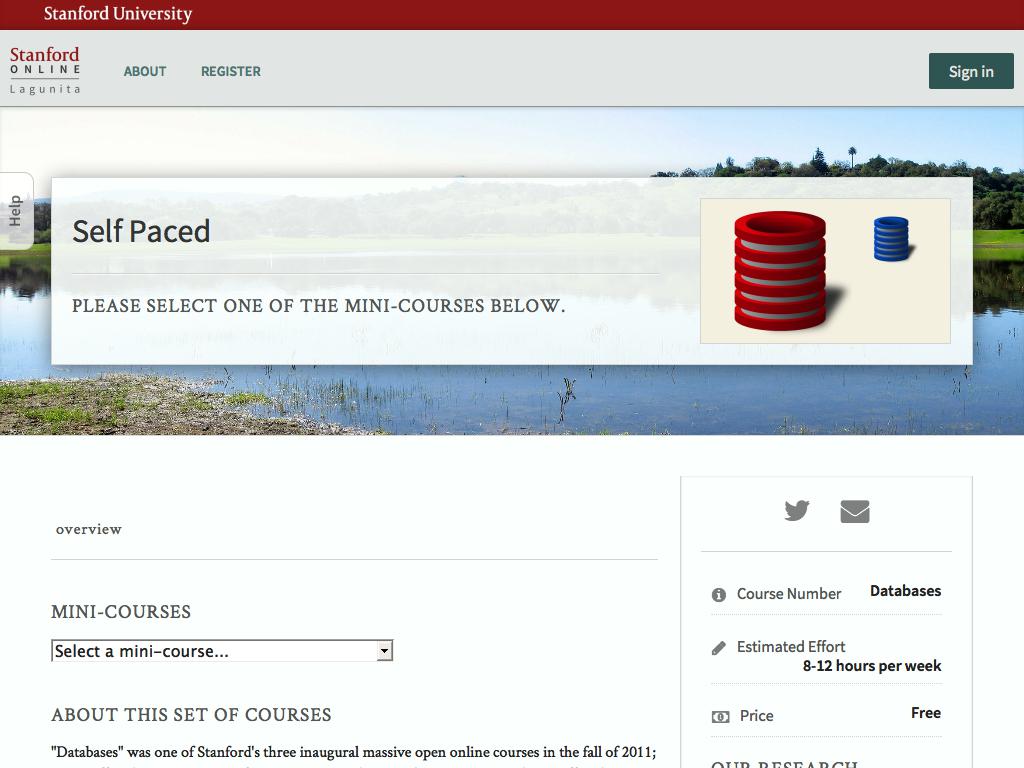 Stanford University
Stanford
ONLINE
Lagunita
ABOUT
REGISTER
Sign in
Help
Self Paced
PLEASE SELECT ONE OF THE MINI-COURSES BELOW.
overview
MINI-COURSES
Select a mini-course...
ABOUT THIS SET OF COURSES
"Databases" was one of Stanford's three inaugural massive open online courses in the fall of 2011;
Course Number Databases
Estimated Effort
8-12 hours per week
Price Free
OUR RESEARCH